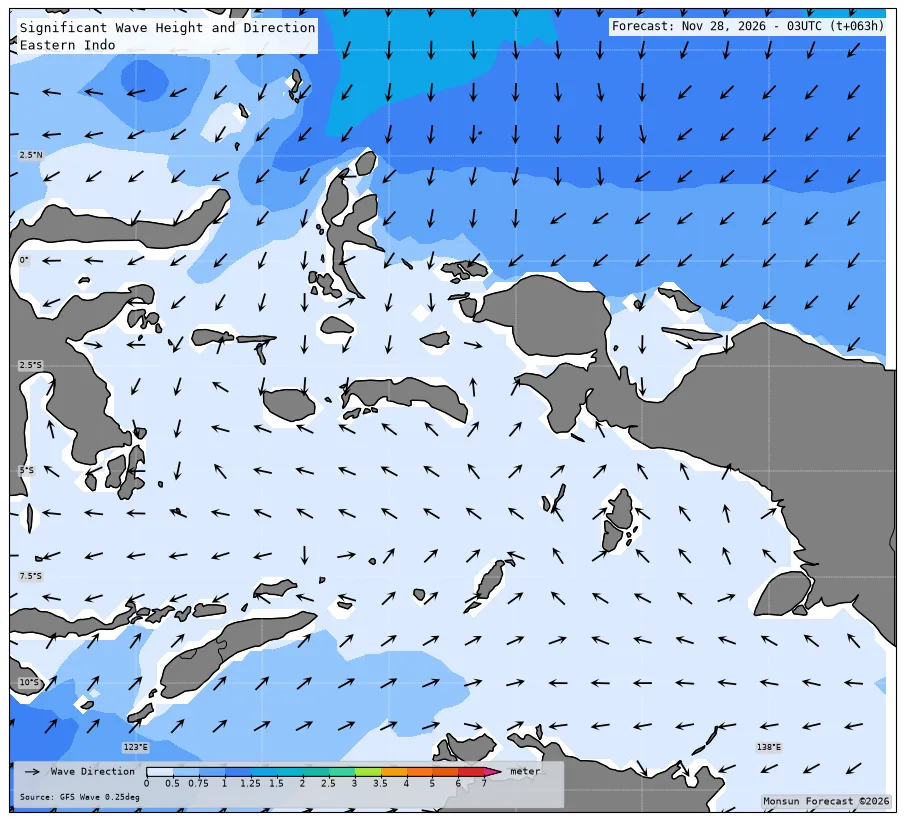 Significant Wave Height and Direction
Eastern Indo
Forecast: Nov 28, 2026 - 03UTC (t+063h)
2.5°N
0°
2.5°S
5°S
7.5°S
10°S
123°E
138°E
Wave Direction
meter
0 0.5 0.75 1 1.25 1.5 2 2.5 3 3.5 4 5 6 7
Source: GFS Wave 0.25deg
Monsun Forecast ©2026